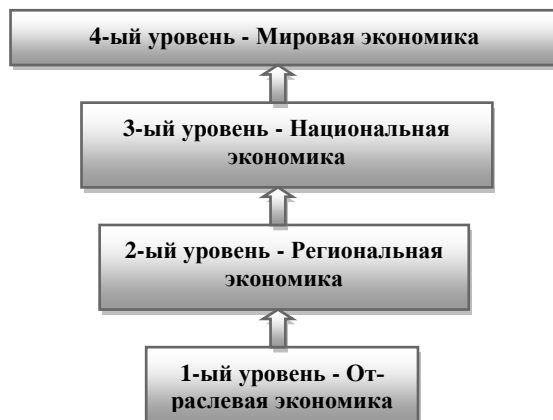 4-ый уровень - Мировая экономика
3-ый уровень - Национальная
экономика
2-ый уровень - Региональная
экономика
1-ый уровень - От-
раслевая экономика